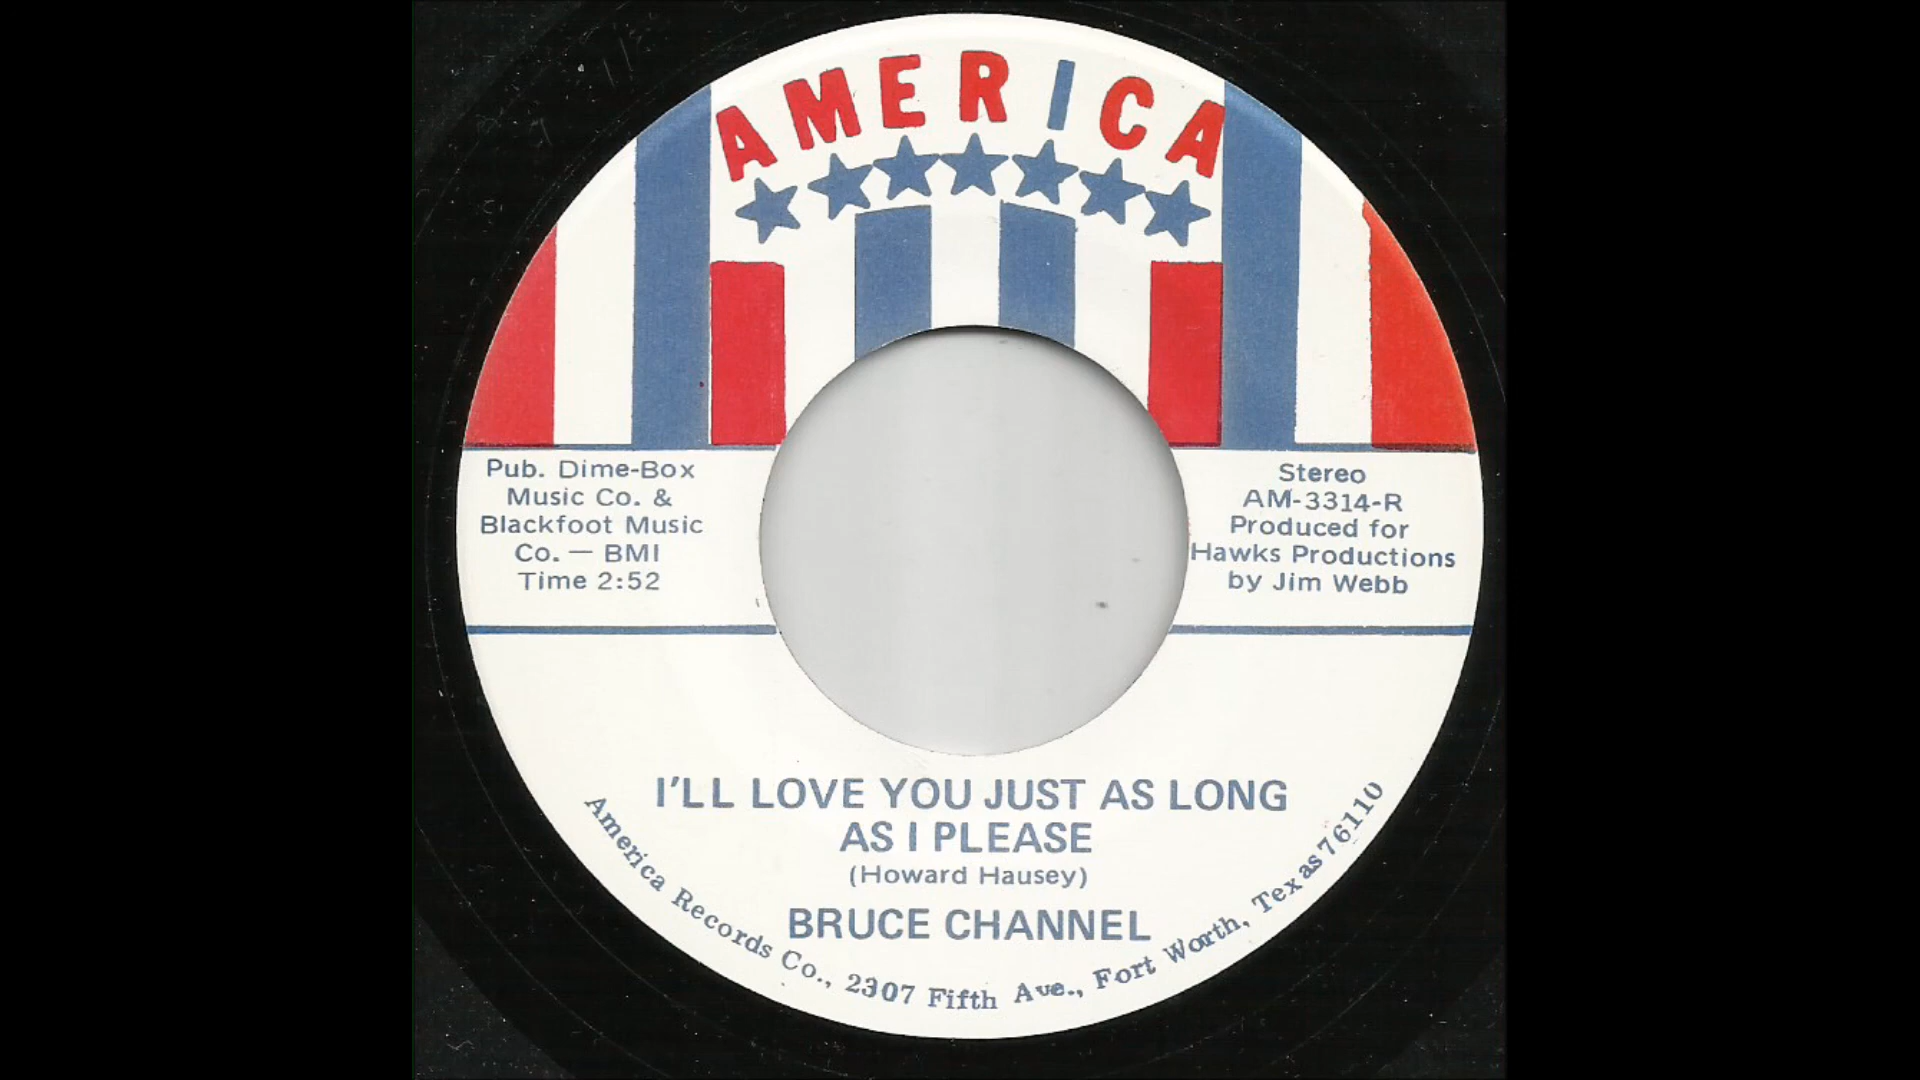 AMERICA
Pub. Dime-Box
Music Co. &
Blackfoot Music
Co. — BMI
Time 2:52
Stereo
AM-3314-R
Produced for
Hawks Productions
by Jim Webb
I'LL LOVE YOU JUST AS LONG
AS I PLEASE
(Howard Hausey)
BRUCE CHANNEL
America Records Co., 2307 Fifth Ave., Fort Worth, Texas 76110